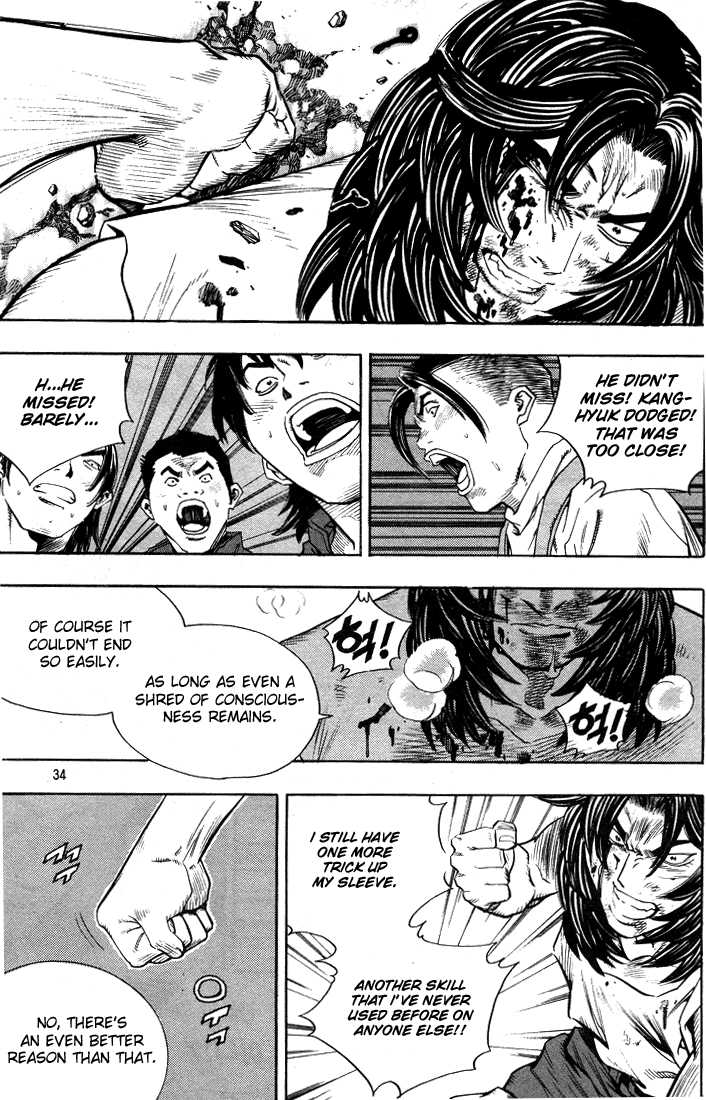 H...HE
MISSED!
BARELY...
HE DIDN'T
MISS! KANG-
HYUK DODGED!
THAT WAS
TOO CLOSE!
OF COURSE IT
COULDN'T END
SO EASILY.
AS LONG AS EVEN A
SHRED OF CONSCIOUS-
NESS REMAINS.
헉!
헉!
34
NO, THERE'S
AN EVEN BETTER
REASON THAN THAT.
I STILL HAVE
ONE MORE
TRICK UP
MY SLEEVE.
ANOTHER SKILL
THAT I'VE NEVER
USED BEFORE ON
ANYONE ELSE!!